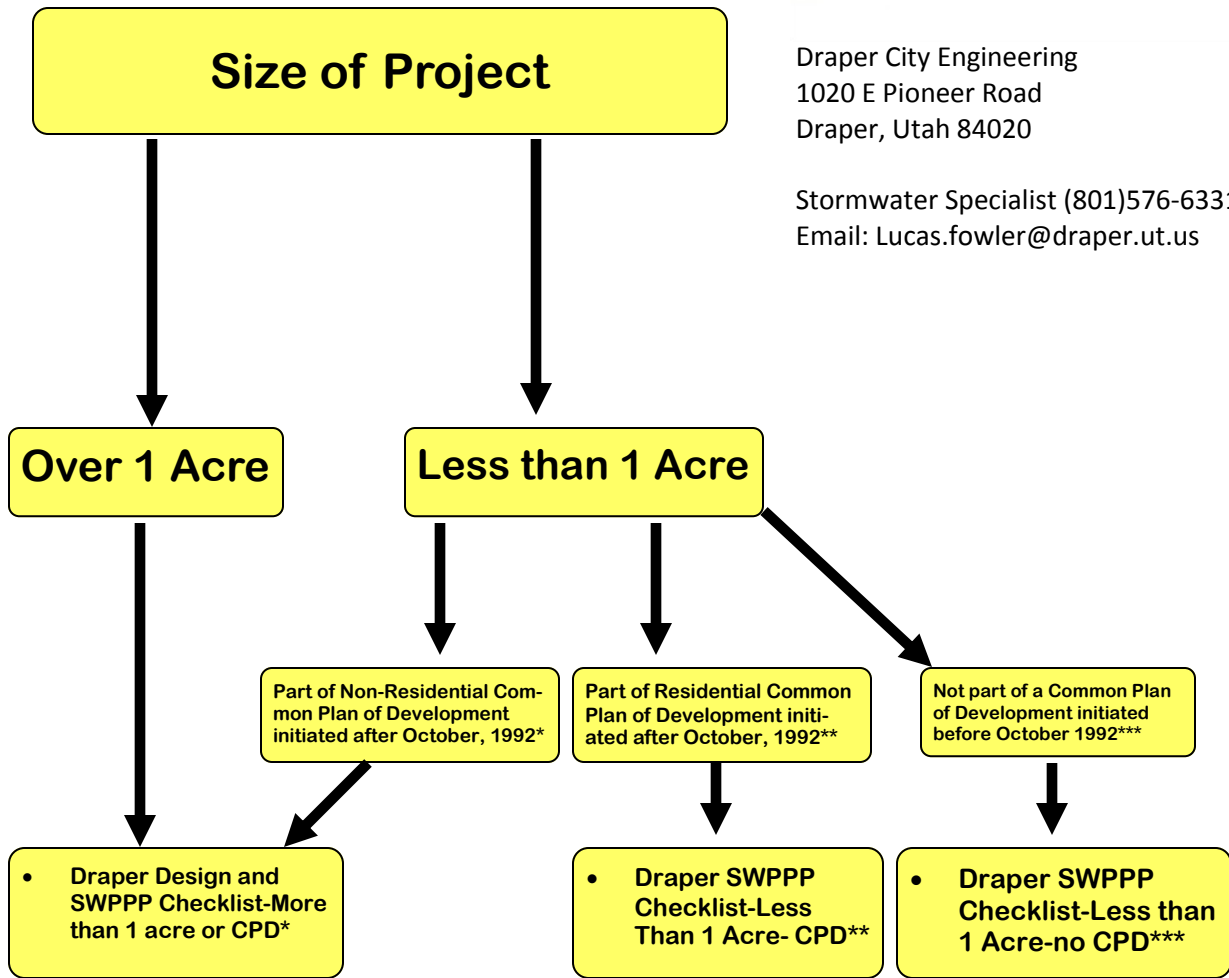 Size of Project
Draper City Engineering
1020 E Pioneer Road
Draper, Utah 84020
Stormwater Specialist (801)576-6331
Email: Lucas.fowler@draper.ut.us
Over 1 Acre
Less than 1 Acre
Part of Non-Residential Com-
mon Plan of Development
initiated after October, 1992*
Part of Residential Common
Plan of Development initi-
ated after October, 1992**
Not part of a Common Plan
of Development initiated
before October 1992***
• Draper Design and
SWPPP Checklist-More
than 1 acre or CPD*
• Draper SWPPP
Checklist-Less
Than 1 Acre- CPD**
• Draper SWPPP
Checklist-Less than
1 Acre-no CPD***